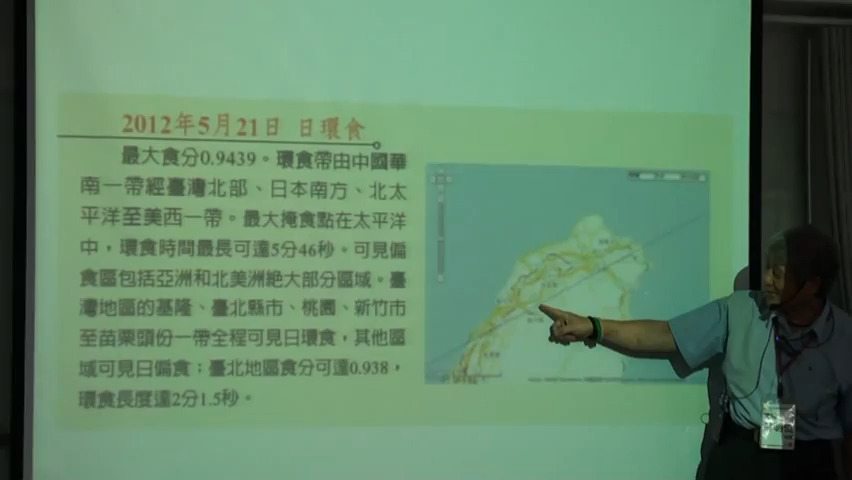 2012年5月21日 日環食
最大食分0.9439。環食帶由中國華
南一帶經臺灣北部、日本南方、北太
平洋至美西一帶。最大掩食點在太平洋
中，環食時間最長可達5分46秒。可見偏
食區包括亞洲和北美洲絕大部分區域。臺
灣地區的基隆、臺北縣市、桃園、新竹市
至苗栗頭份一帶全程可見日環食，其他區
域可見日偏食；臺北地區食分可達0.938，
環食長度達2分1.5秒。